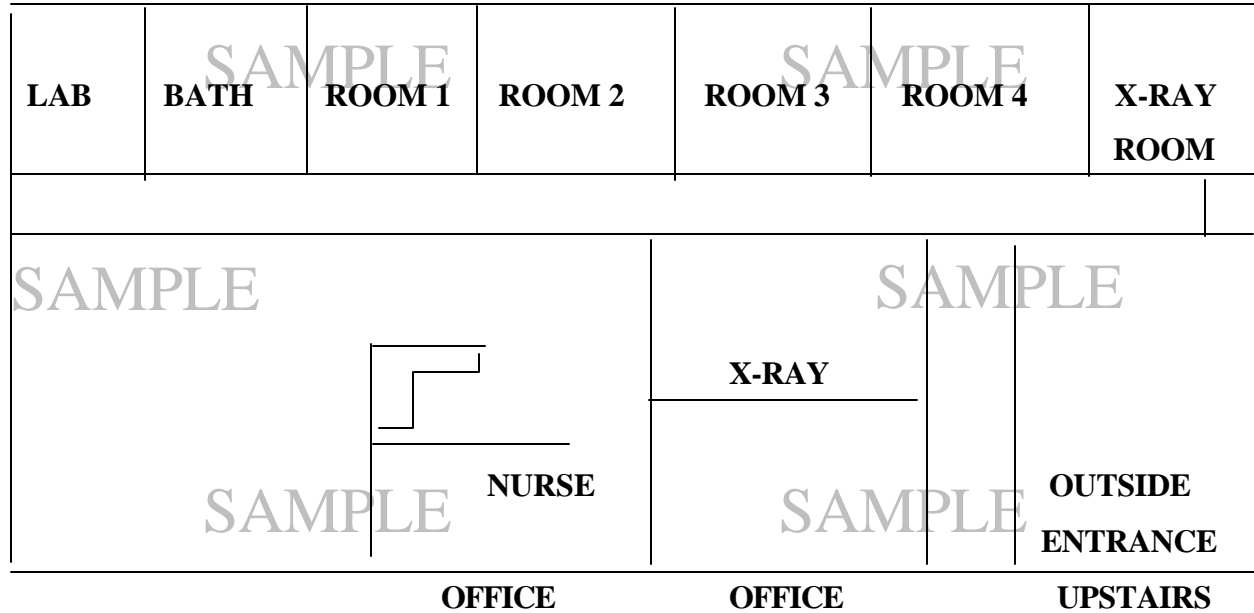 SAMPLE SAMPLE
LAB BATH ROOM 1 ROOM 2 ROOM 3 ROOM 4 X-RAY
ROOM
SAMPLE SAMPLE
X-RAY
NURSE OUTSIDE
SAMPLE SAMPLE
ENTRANCE
OFFICE OFFICE UPSTAIRS